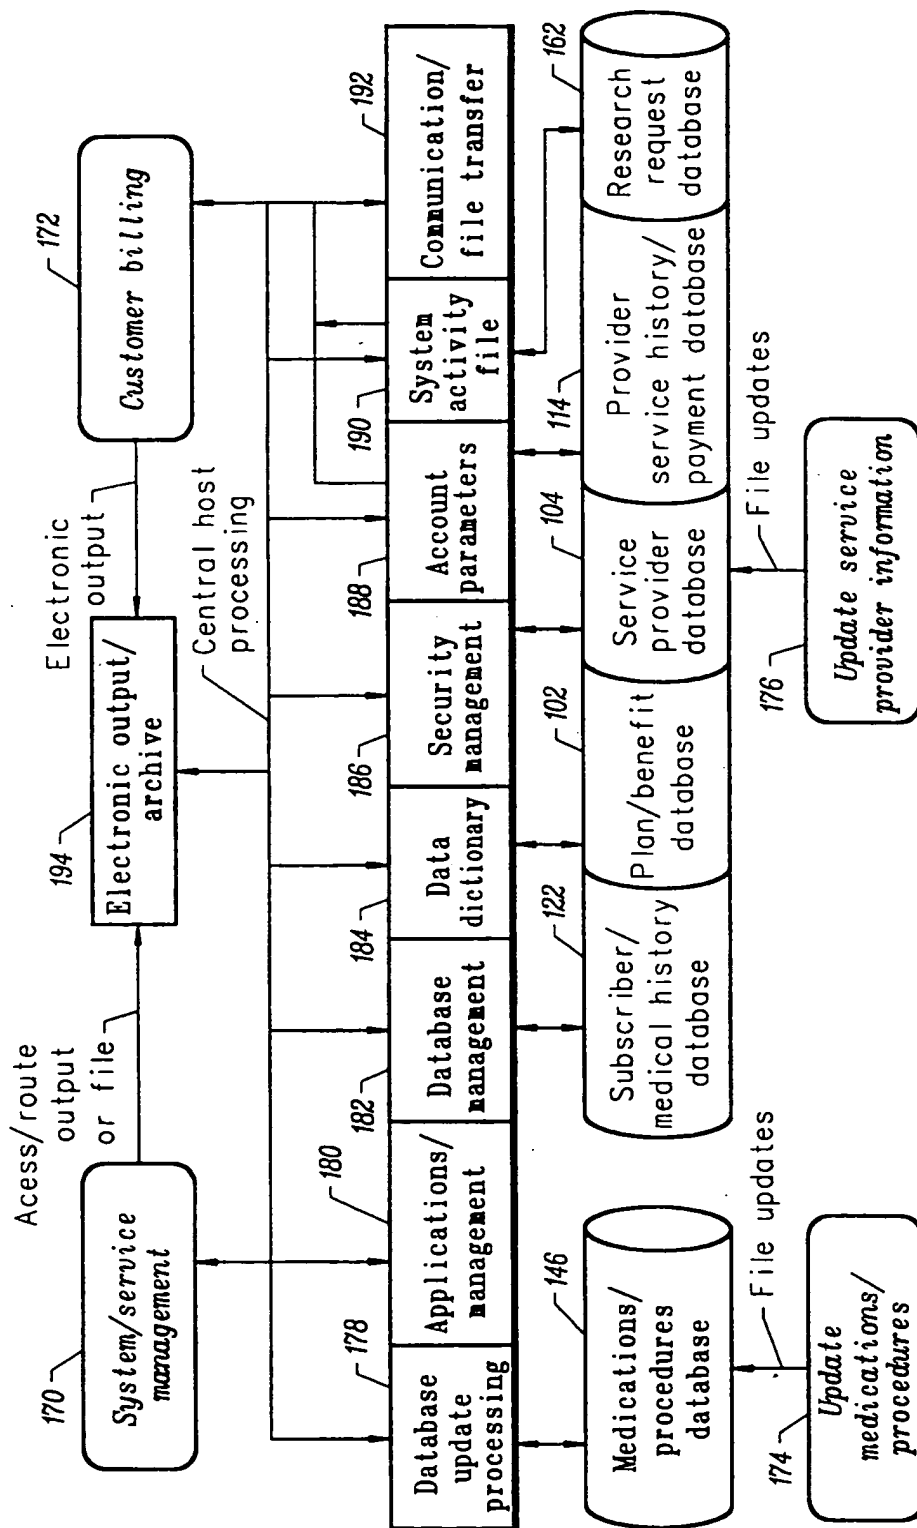 170
System/service
management
Acess/route
output
or file
194
Electronic output/
archive
Electronic
output
172
Customer billing
Central host
processing
178
Database
update
processing
180
Applications/
management
182
Database
management
184
Data
dictionary
186
Security
management
188
Account
parameters
190
System
activity
file
192
Communication/
file transfer
146
Medications/
procedures
database
122
Subscriber/
medical history
database
102
Plan/benefit
database
104
Service
provider
database
114
Provider
service history/
payment database
162
Research
request
database
File updates
File updates
174
Update
medications/
procedures
176
Update service
provider information